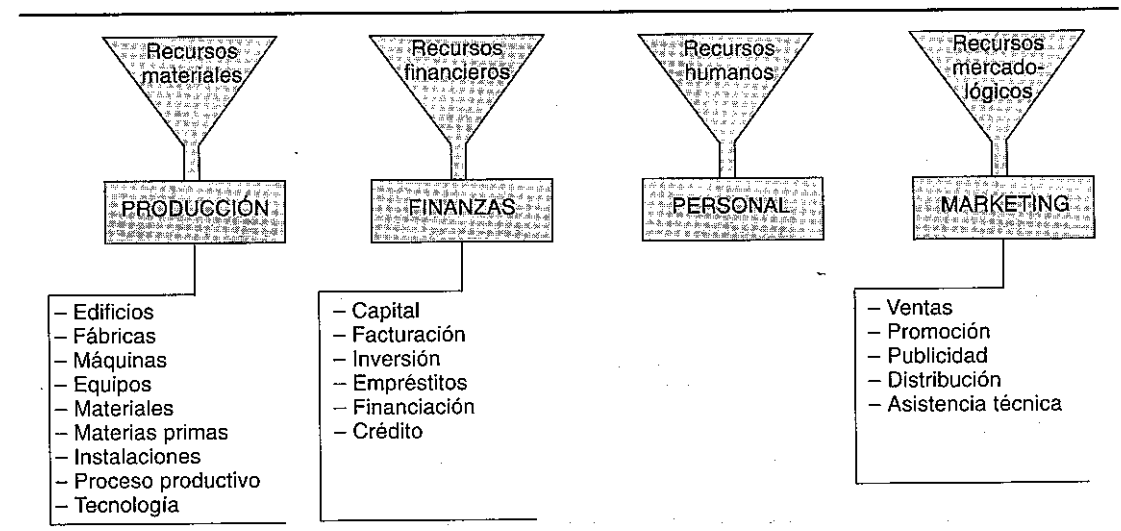 Recursos
materiales
PRODUCCIÓN
– Edificios
– Fábricas
– Máquinas
– Equipos
– Materiales
– Materias primas
– Instalaciones
– Proceso productivo
– Tecnología
Recursos
financieros
FINANZAS
– Capital
– Facturación
– Inversión
– Empréstitos
– Financiación
– Crédito
Recursos
humanos
PERSONAL
Recursos
mercado-
lógicos
MARKETING
– Ventas
– Promoción
– Publicidad
– Distribución
– Asistencia técnica